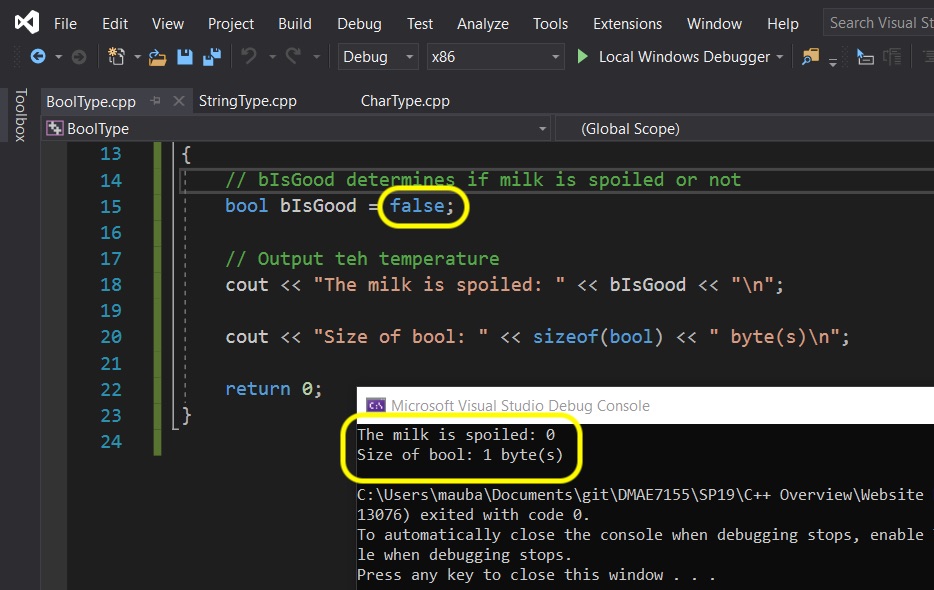 File Edit View Project Build Debug Test Analyze Tools Extensions Window Help Search Visual St
Debug x86 Local Windows Debugger
Toolbox
BoolType.cpp StringType.cpp CharType.cpp
BoolType (Global Scope)
13 {
14 // bIsGood determines if milk is spoiled or not
15 bool bIsGood = false;
16
17 // Output teh temperature
18 cout << "The milk is spoiled: " << bIsGood << "\n";
19
20 cout << "Size of bool: " << sizeof(bool) << " byte(s)\n";
21
22 return 0;
23 }
24
C:\ Microsoft Visual Studio Debug Console
The milk is spoiled: 0
Size of bool: 1 byte(s)
C:\Users\mauba\Documents\git\DMAE7155\SP19\C++ Overview\Website
13076) exited with code 0.
To automatically close the console when debugging stops, enable
le when debugging stops.
Press any key to close this window . . .